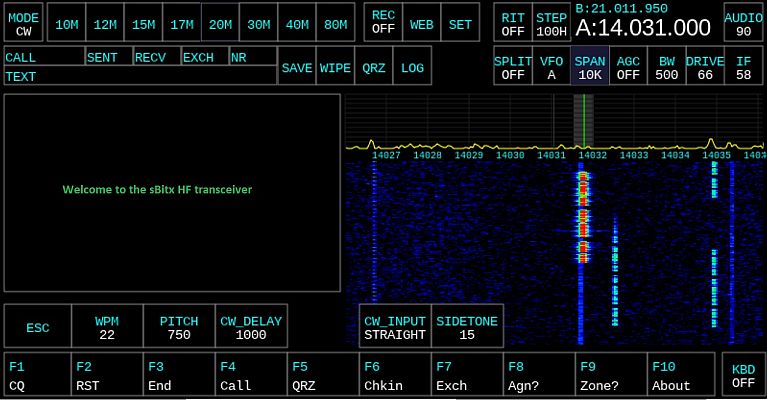 MODE
CW
10M 12M 15M 17M 20M 30M 40M 80M
REC
OFF
WEB SET
RIT
OFF
STEP
100H
B:21.011.950
A:14.031.000
AUDIO
90
CALL SENT RECV EXCH NR
TEXT
SAVE WIPE QRZ LOG
SPLIT
OFF
VFO
A
SPAN
10K
AGC
OFF
BW
500
DRIVE
66
IF
58
Welcome to the sBitx HF transceiver
14027 14028 14029 14030 14031 14032 14033 14034 14035
ESC
WPM
22
PITCH
750
CW_DELAY
1000
CW_INPUT
STRAIGHT
SIDETONE
15
F1
CQ
F2
RST
F3
End
F4
Call
F5
QRZ
F6
Chkin
F7
Exch
F8
Agn?
F9
Zone?
F10
About
KBD
OFF